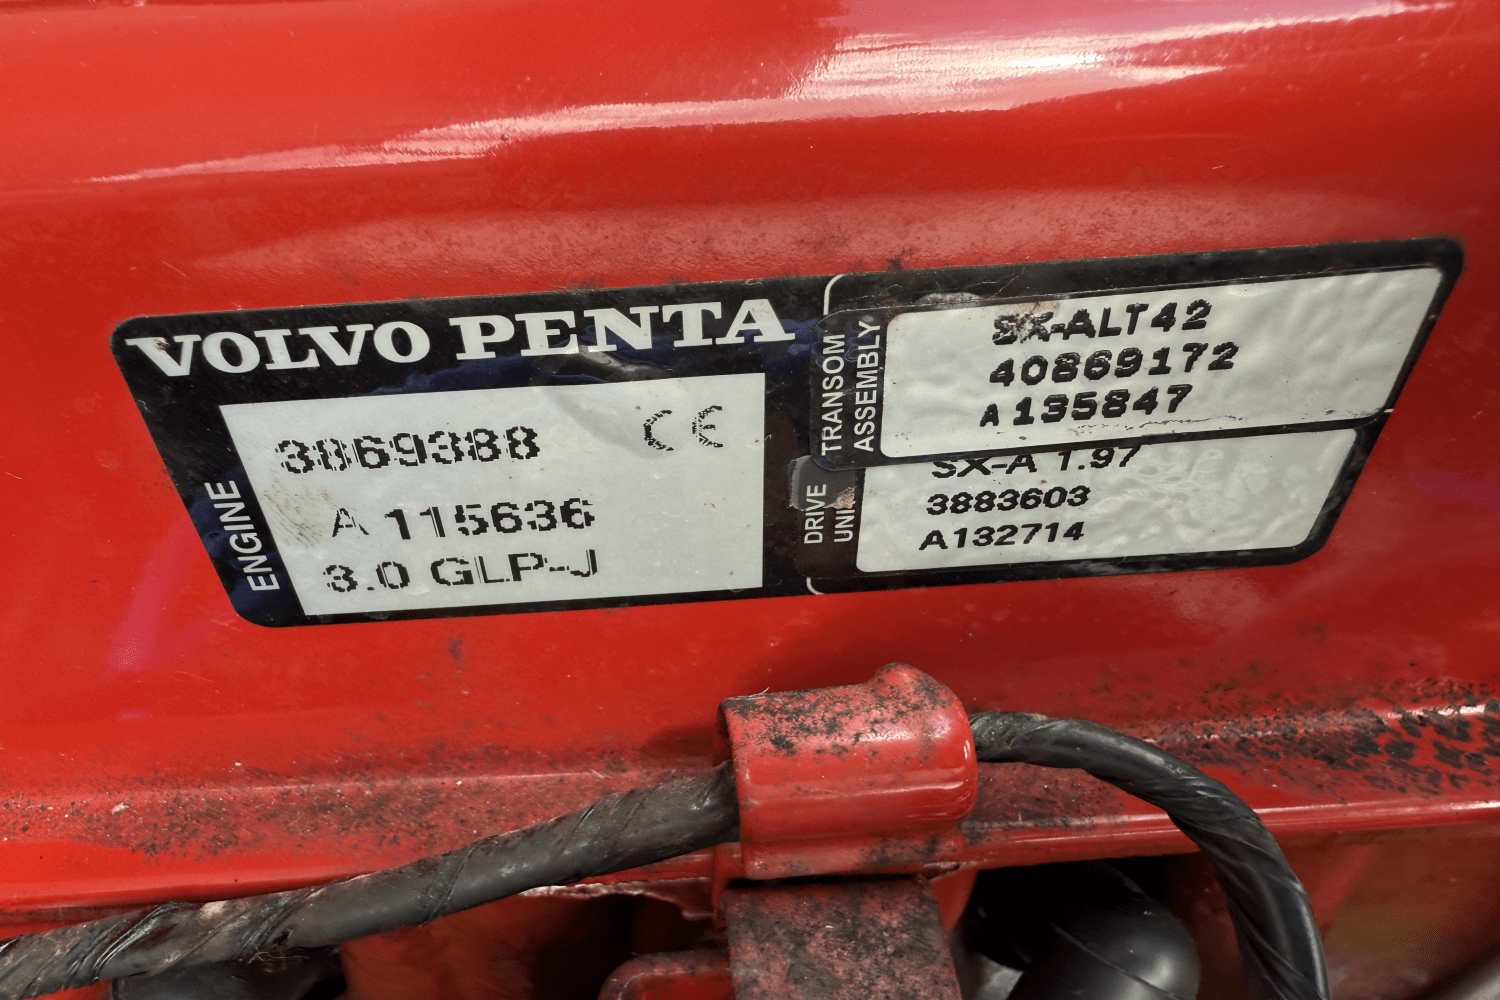 VOLVO PENTA
ENGINE
3869388 CE
A 115636
3.0 GLP-J
TRANSOM
ASSEMBLY
SX-ALT42
40869172
A 135847
DRIVE
UNIT
SX-A 1.97
3883603
A132714